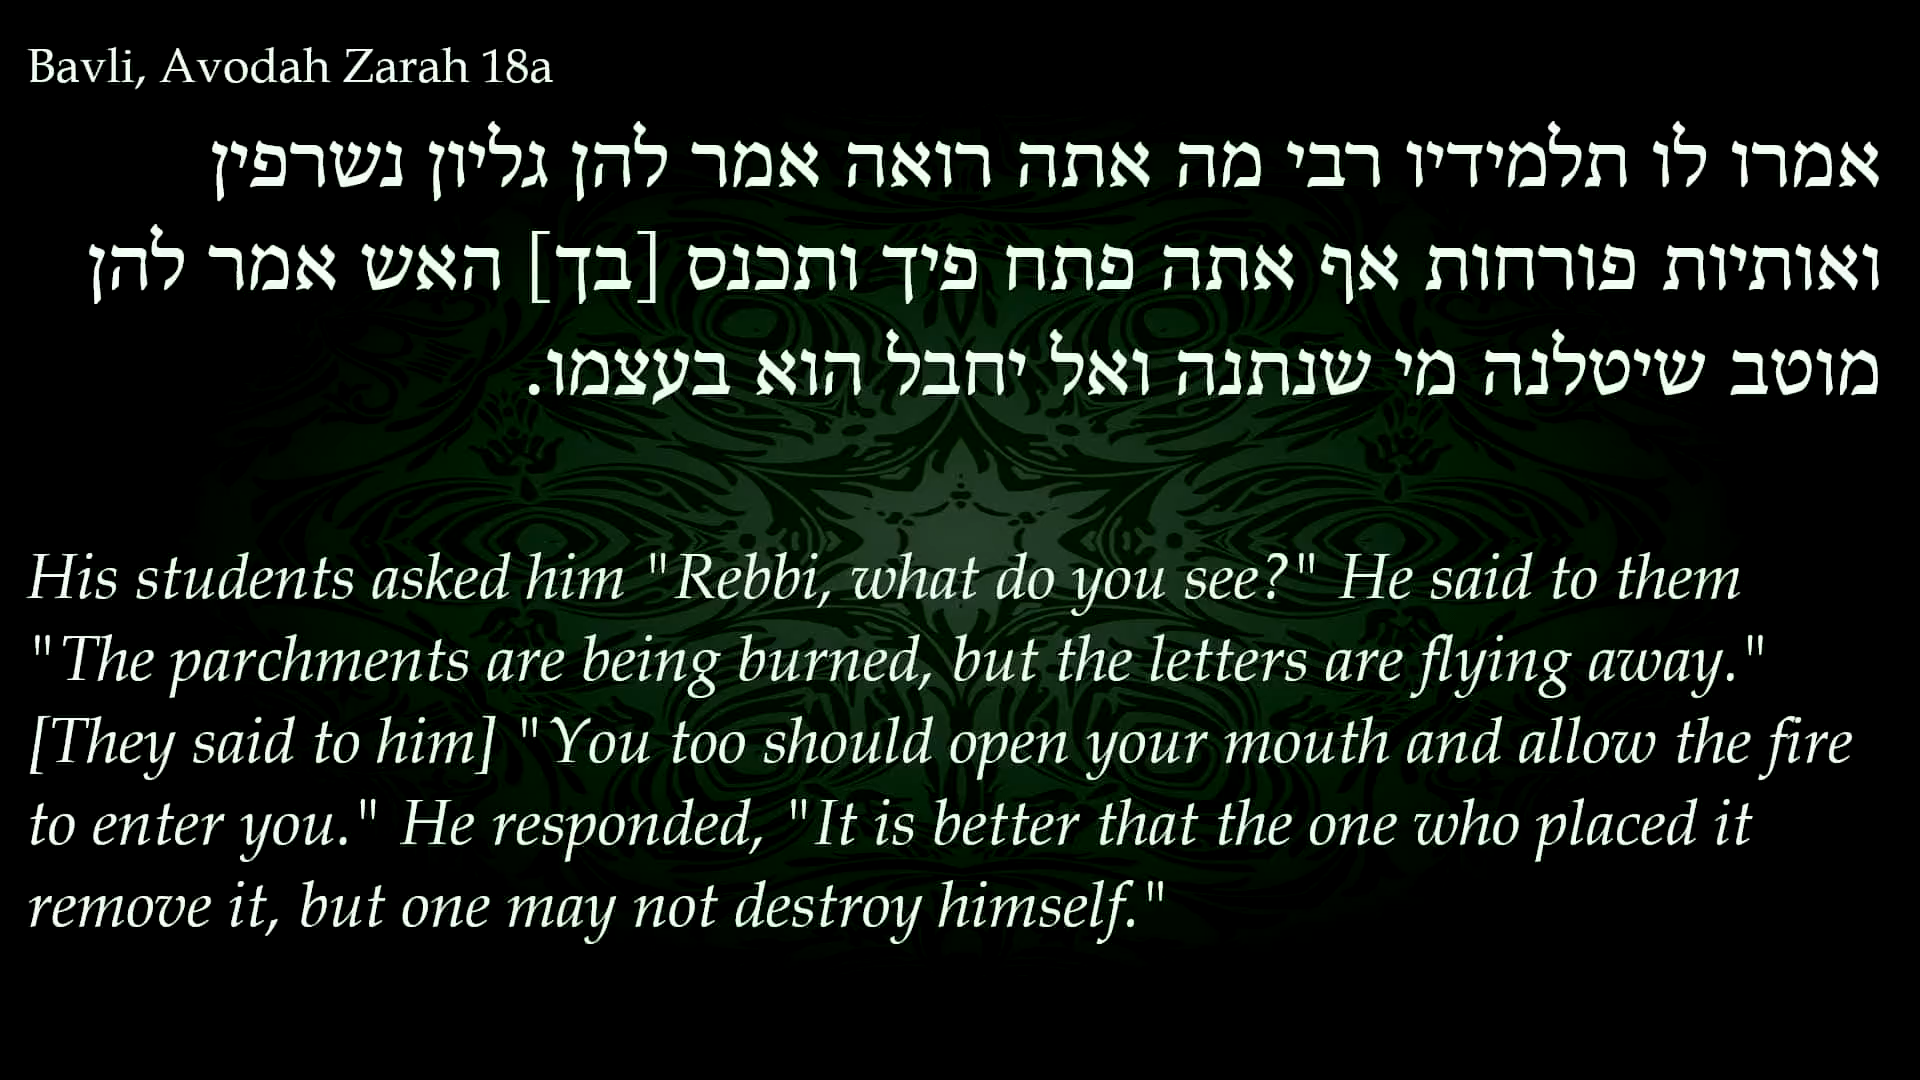 Bavli, Avodah Zarah 18a
אמרו לו תלמידיו רבי מה אתה רואה אמר להן גליון נשרפין
ואותיות פורחות אף אתה פתח פיך ותכנס [בך] האש אמר להן
מוטב שיטלנה מי שנתנה ואל יחבל הוא בעצמו.
His students asked him "Rebbi, what do you see?" He said to them
"The parchments are being burned, but the letters are flying away."
[They said to him] "You too should open your mouth and allow the fire
to enter you." He responded, "It is better that the one who placed it
remove it, but one may not destroy himself."